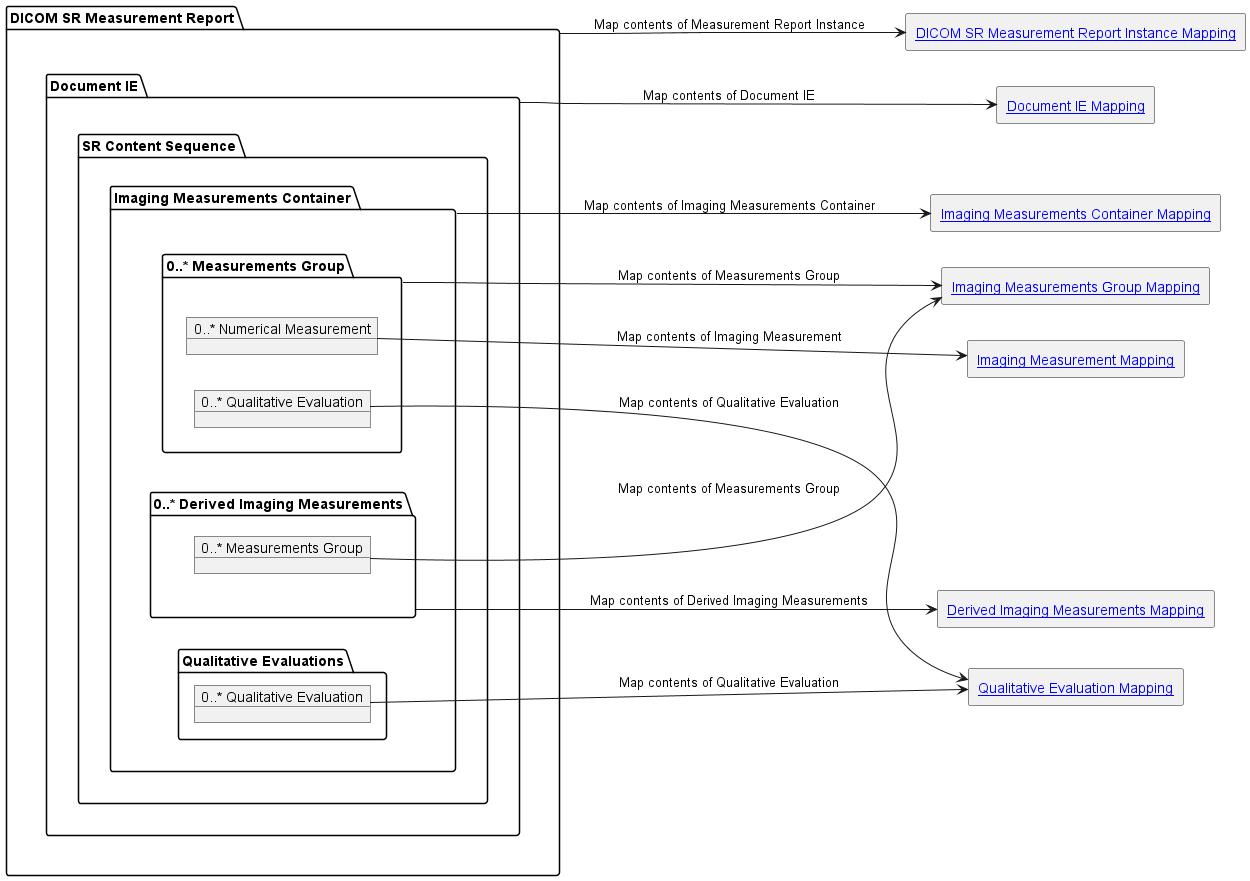 DICOM SR Measurement Report
Map contents of Measurement Report Instance
DICOM SR Measurement Report Instance Mapping
Document IE
Map contents of Document IE
Document IE Mapping
SR Content Sequence
Imaging Measurements Container
Map contents of Imaging Measurements Container
Imaging Measurements Container Mapping
0..* Measurements Group
Map contents of Measurements Group
Imaging Measurements Group Mapping
0..* Numerical Measurement
Map contents of Imaging Measurement
Imaging Measurement Mapping
0..* Qualitative Evaluation
Map contents of Qualitative Evaluation
Map contents of Measurements Group
0..* Derived Imaging Measurements
0..* Measurements Group
Map contents of Derived Imaging Measurements
Derived Imaging Measurements Mapping
Qualitative Evaluations
0..* Qualitative Evaluation
Map contents of Qualitative Evaluation
Qualitative Evaluation Mapping